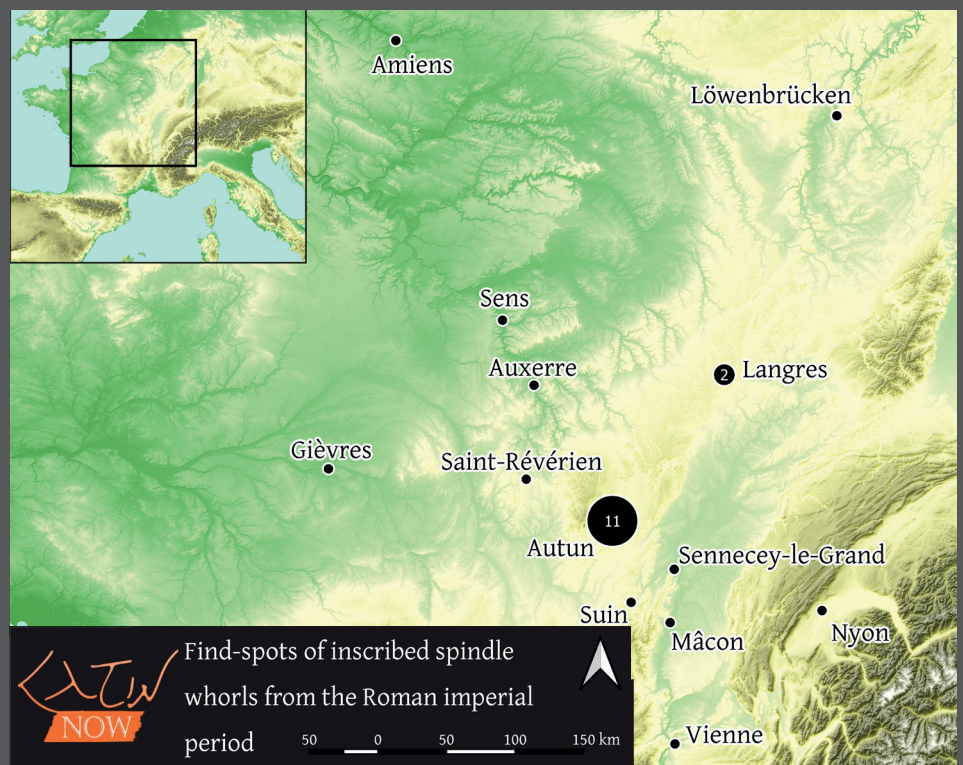 Amiens
Löwenbrücken
Sens
Auxerre
2 Langres
Gièvres
Saint-Révérien
11
Autun
Sennecey-le-Grand
Suin
Mâcon
Nyon
Vienne
LATIN
NOW
Find-spots of inscribed spindle
whorls from the Roman imperial
period
50 0 50 100 150 km